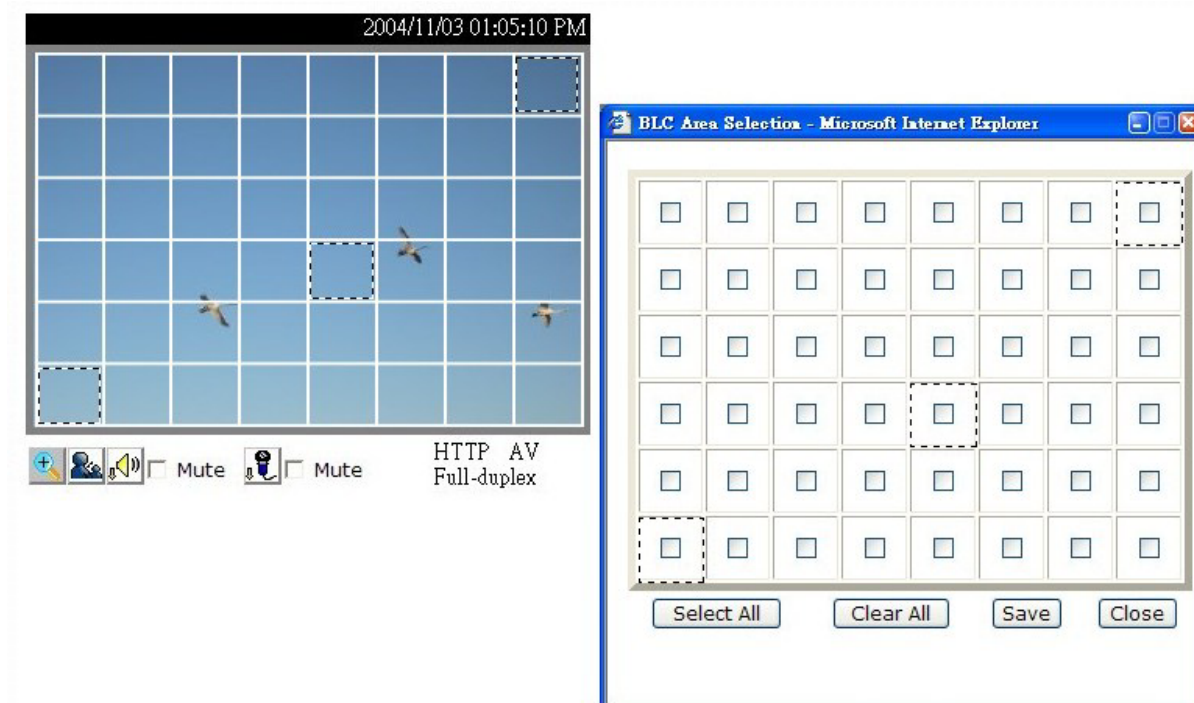 2004/11/03 01:05:10 PM
BLC Area Selection - Microsoft Internet Explorer
Mute
Mute
HTTP AV
Full-duplex
Select All
Clear All
Save
Close